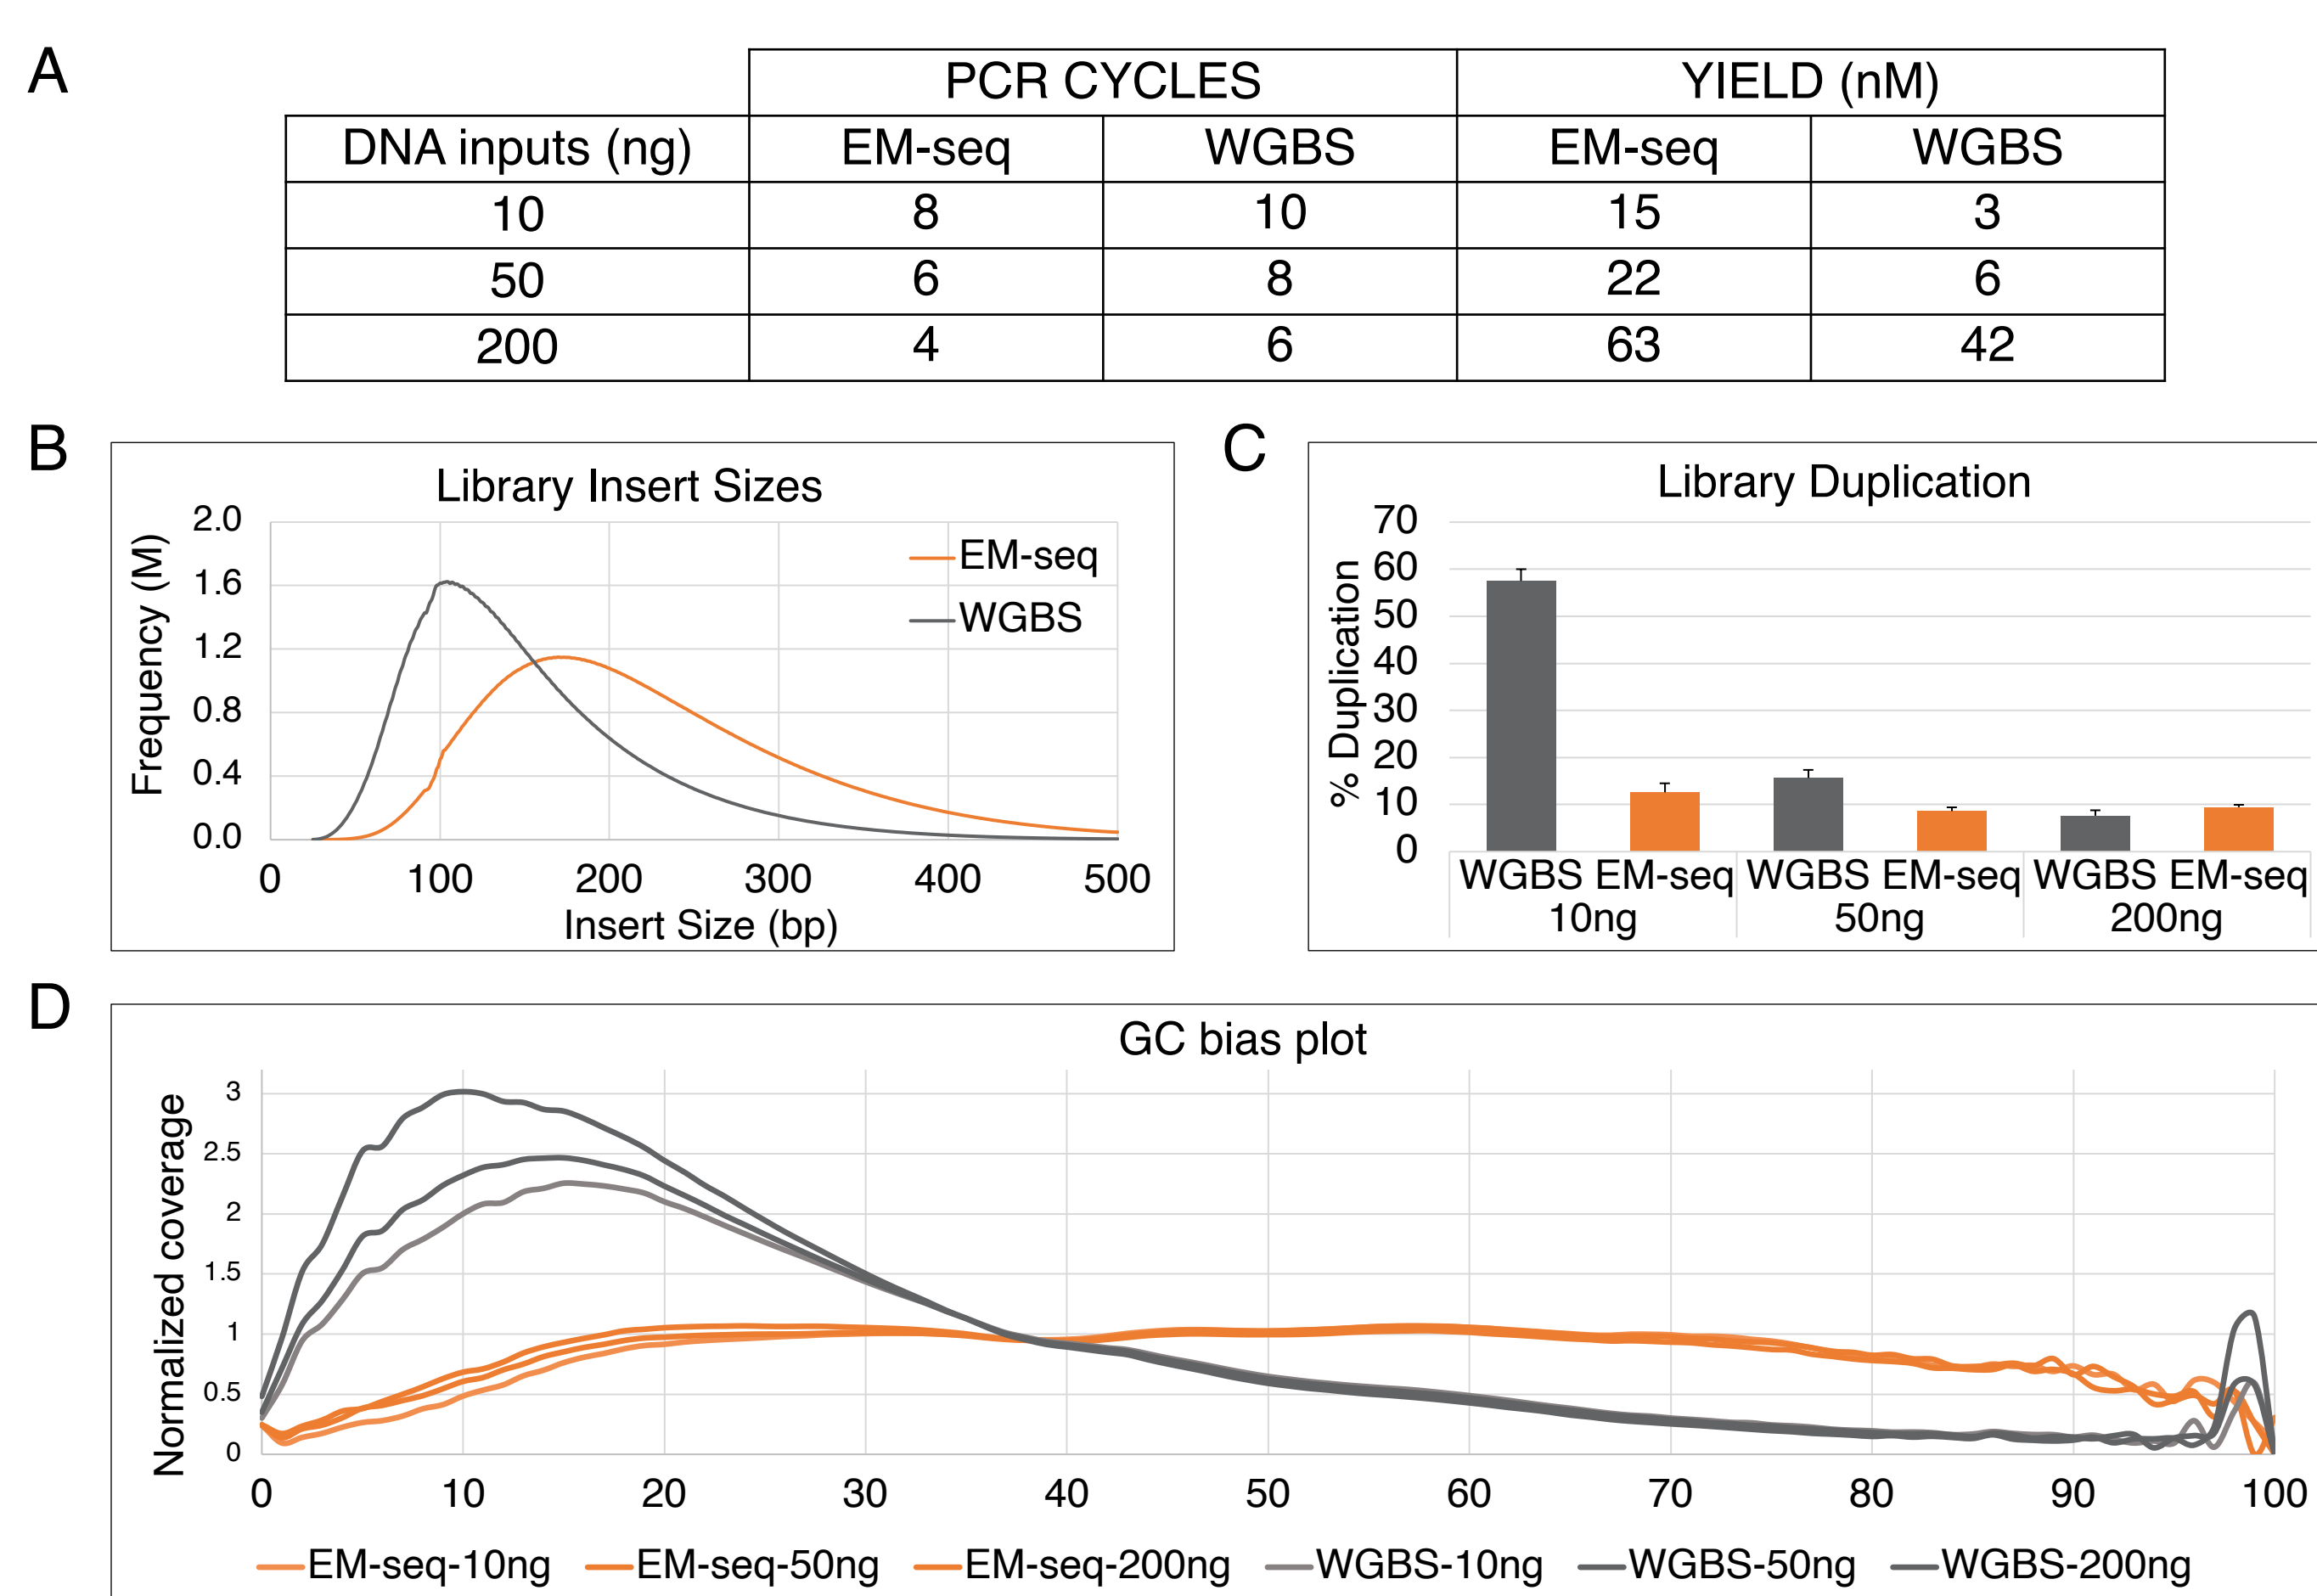 A
PCR CYCLES YIELD (nM)
DNA inputs (ng) EM-seq WGBS EM-seq WGBS
10 8 10 15 3
50 6 8 22 6
200 4 6 63 42
B
Library Insert Sizes
Frequency (M)
2.0
1.6
1.2
0.8
0.4
0.0
EM-seq
WGBS
0 100 200 300 400 500
Insert Size (bp)
C
Library Duplication
% Duplication
70
60
50
40
30
20
10
0
WGBS EM-seq WGBS EM-seq WGBS EM-seq
10ng 50ng 200ng
D
GC bias plot
Normalized coverage
3
2.5
2
1.5
1
0.5
0
0 10 20 30 40 50 60 70 80 90 100
EM-seq-10ng EM-seq-50ng EM-seq-200ng WGBS-10ng WGBS-50ng WGBS-200ng